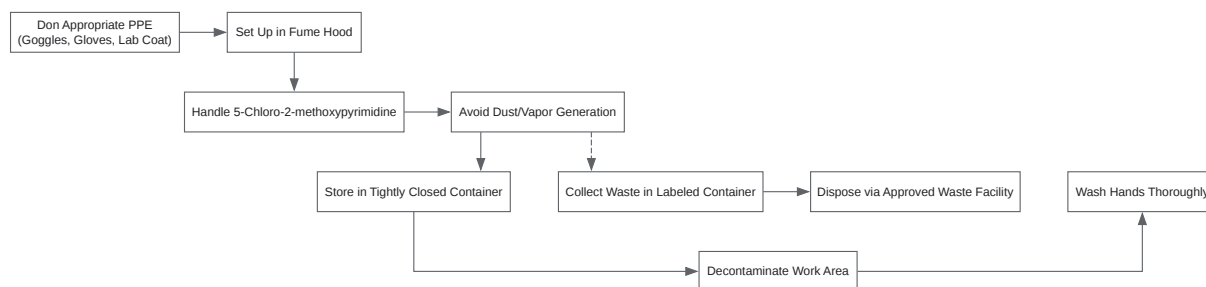 Don Appropriate PPE
(Goggles, Gloves, Lab Coat)
Set Up in Fume Hood
Handle 5-Chloro-2-methoxypyrimidine
Avoid Dust/Vapor Generation
Store in Tightly Closed Container
Collect Waste in Labeled Container
Dispose via Approved Waste Facility
Wash Hands Thoroughly
Decontaminate Work Area